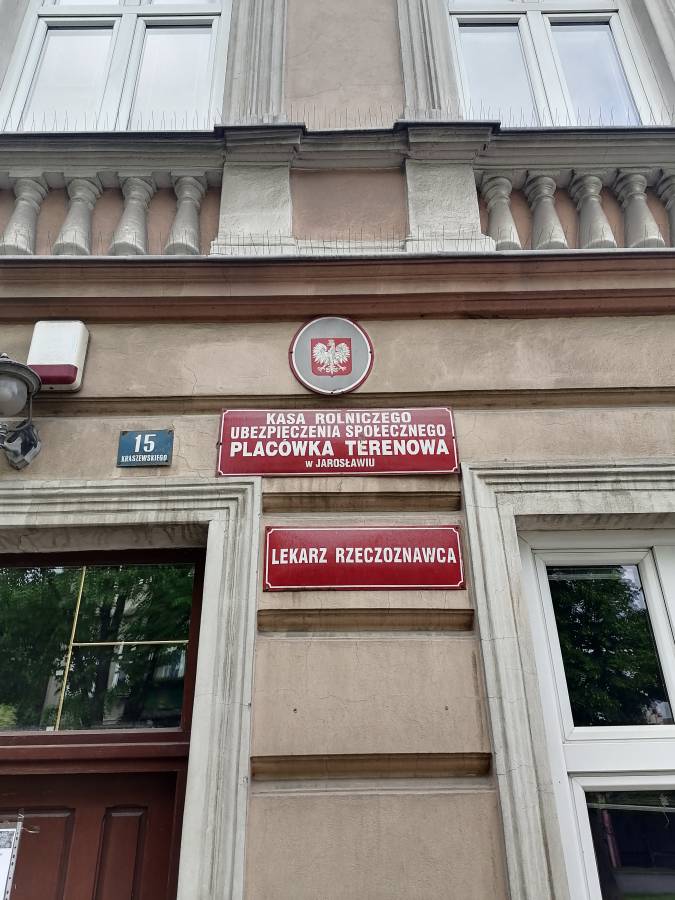 KASA ROLNICZEGO
UBEZPIECZENIA SPOŁECZNEGO
PLACÓWKA TERENOWA
W JAROSŁAWIU
15
KRASZEWSKIEGO
LEKARZ RZECZOZNAWCA